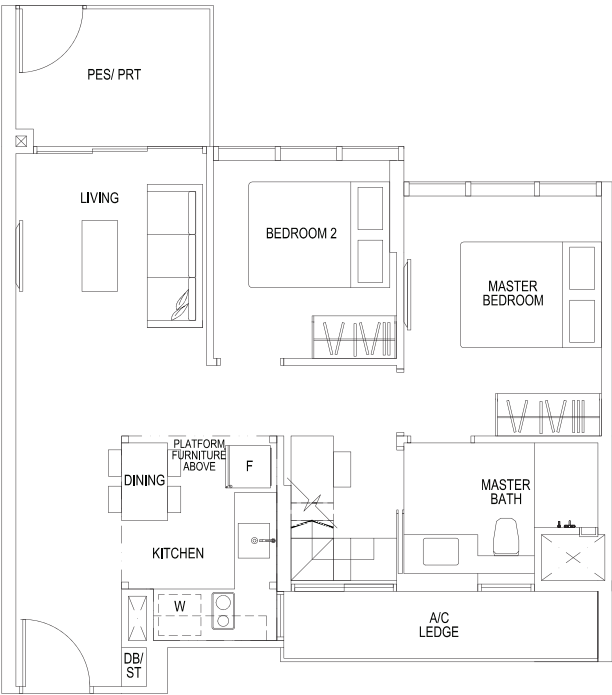 PES/ PRT
LIVING
BEDROOM 2
MASTER
BEDROOM
PLATFORM
FURNITURE
ABOVE
F
DINING
MASTER
BATH
KITCHEN
W
A/C
LEDGE
DB/
ST